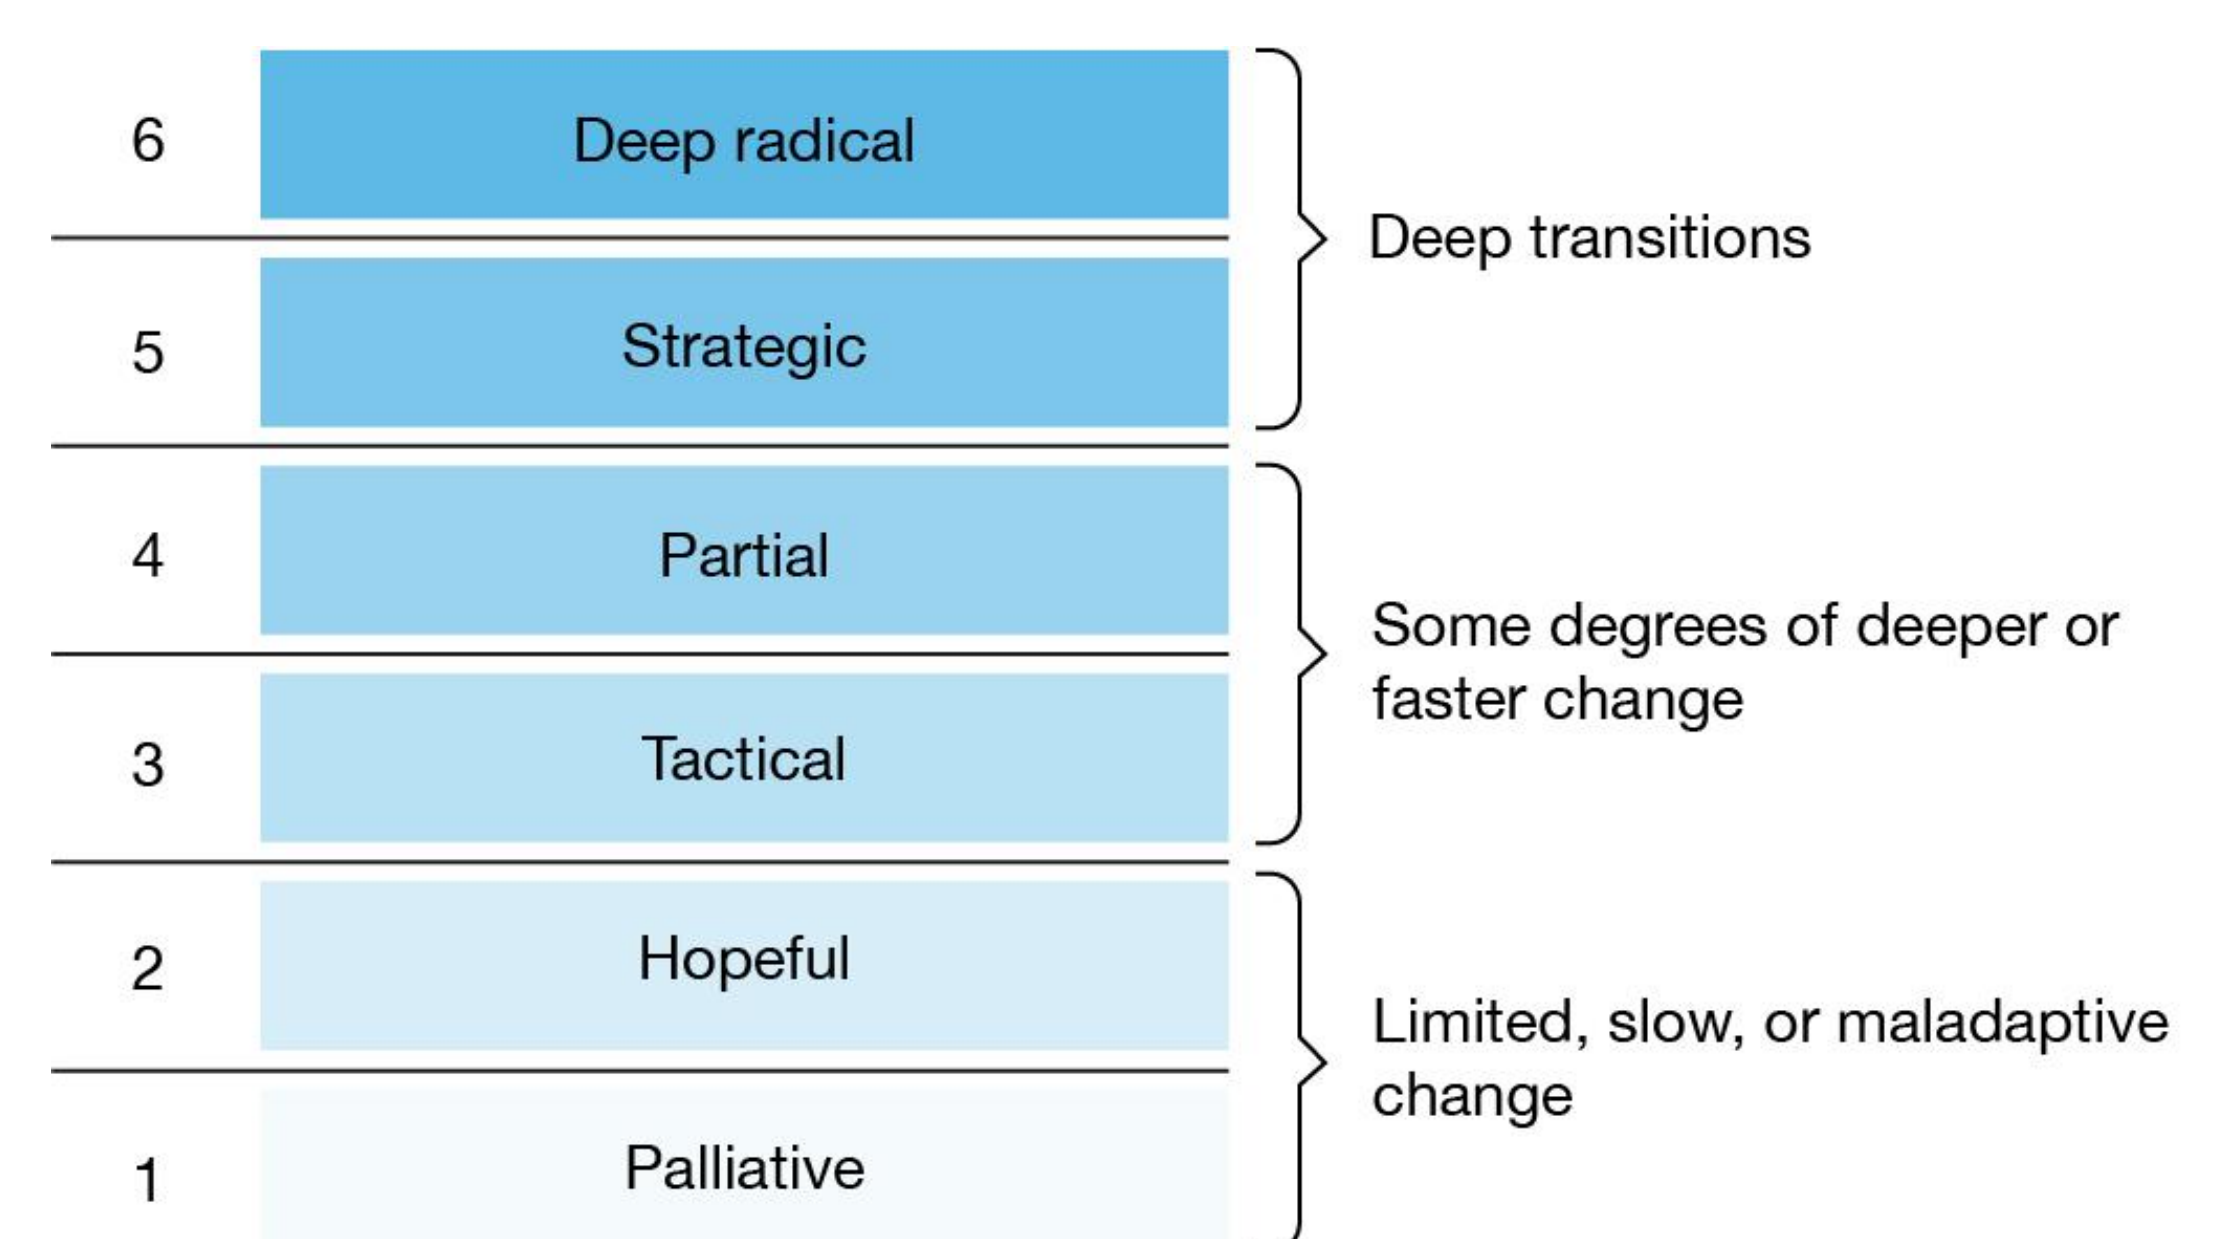 6
Deep radical
Deep transitions
5
Strategic
4
Partial
Some degrees of deeper or
faster change
3
Tactical
2
Hopeful
Limited, slow, or maladaptive
change
1
Palliative